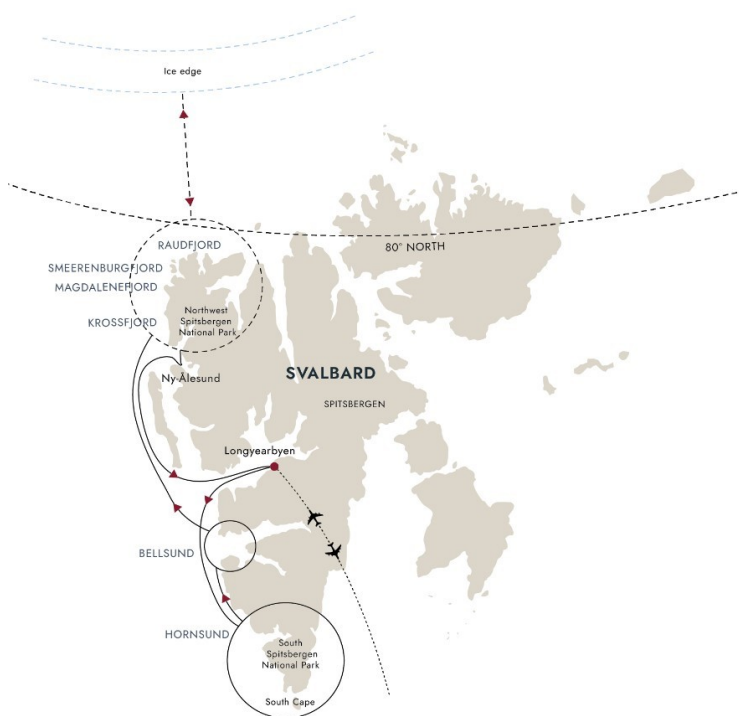 Ice edge
RAUDFJORD
80° NORTH
SMEERENBURGFJORD
MAGDALENEFJORD
Northwest
Spitsbergen
National Park
KROSSFJORD
Ny-Ålesund
SVALBARD
SPITSBERGEN
Longyearbyen
BELLSUND
HORNSUND
South
Spitsbergen
National Park
South Cape